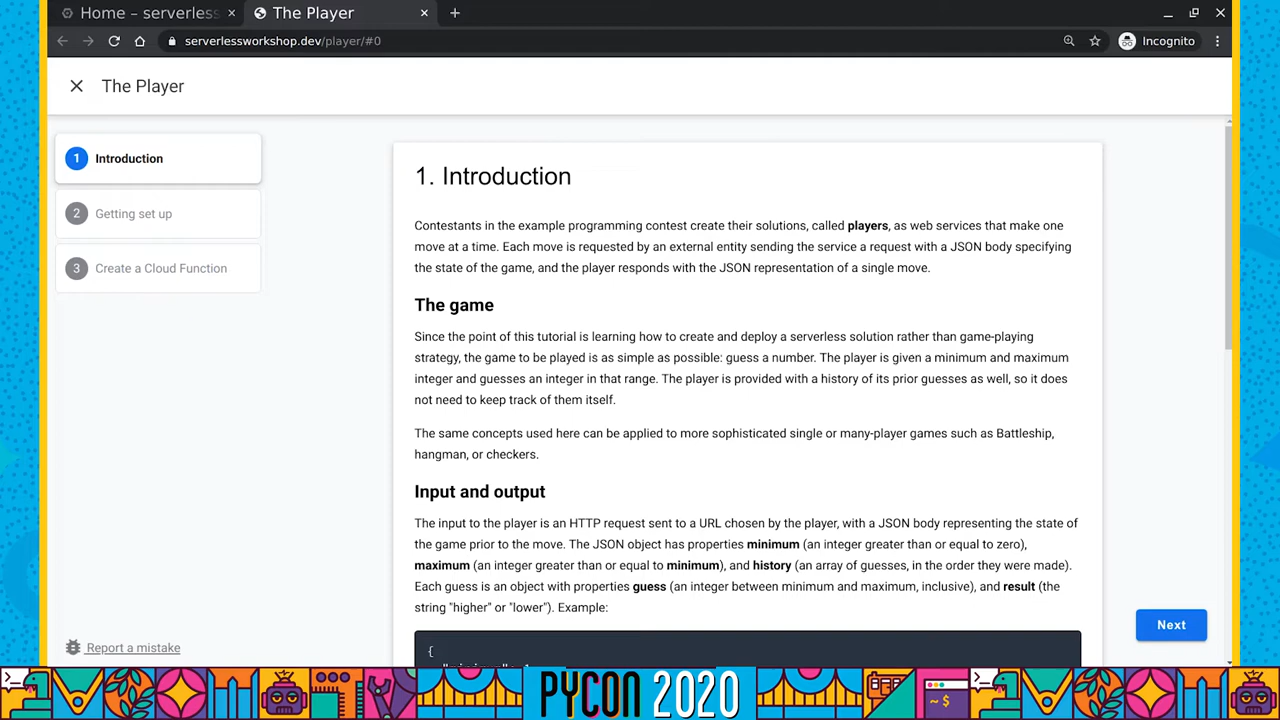 Home – serverless
The Player
serverlessworkshop.dev/player/#0
Incognito
The Player
1 Introduction
2 Getting set up
3 Create a Cloud Function
1. Introduction
Contestants in the example programming contest create their solutions, called players, as web services that make one
move at a time. Each move is requested by an external entity sending the service a request with a JSON body specifying
the state of the game, and the player responds with the JSON representation of a single move.
The game
Since the point of this tutorial is learning how to create and deploy a serverless solution rather than game-playing
strategy, the game to be played is as simple as possible: guess a number. The player is given a minimum and maximum
integer and guesses an integer in that range. The player is provided with a history of its prior guesses as well, so it does
not need to keep track of them itself.
The same concepts used here can be applied to more sophisticated single or many-player games such as Battleship,
hangman, or checkers.
Input and output
The input to the player is an HTTP request sent to a URL chosen by the player, with a JSON body representing the state of
the game prior to the move. The JSON object has properties minimum (an integer greater than or equal to zero),
maximum (an integer greater than or equal to minimum), and history (an array of guesses, in the order they were made).
Each guess is an object with properties guess (an integer between minimum and maximum, inclusive), and result (the
string "higher" or "lower"). Example:
{
Next
Report a mistake
PYCON 2020